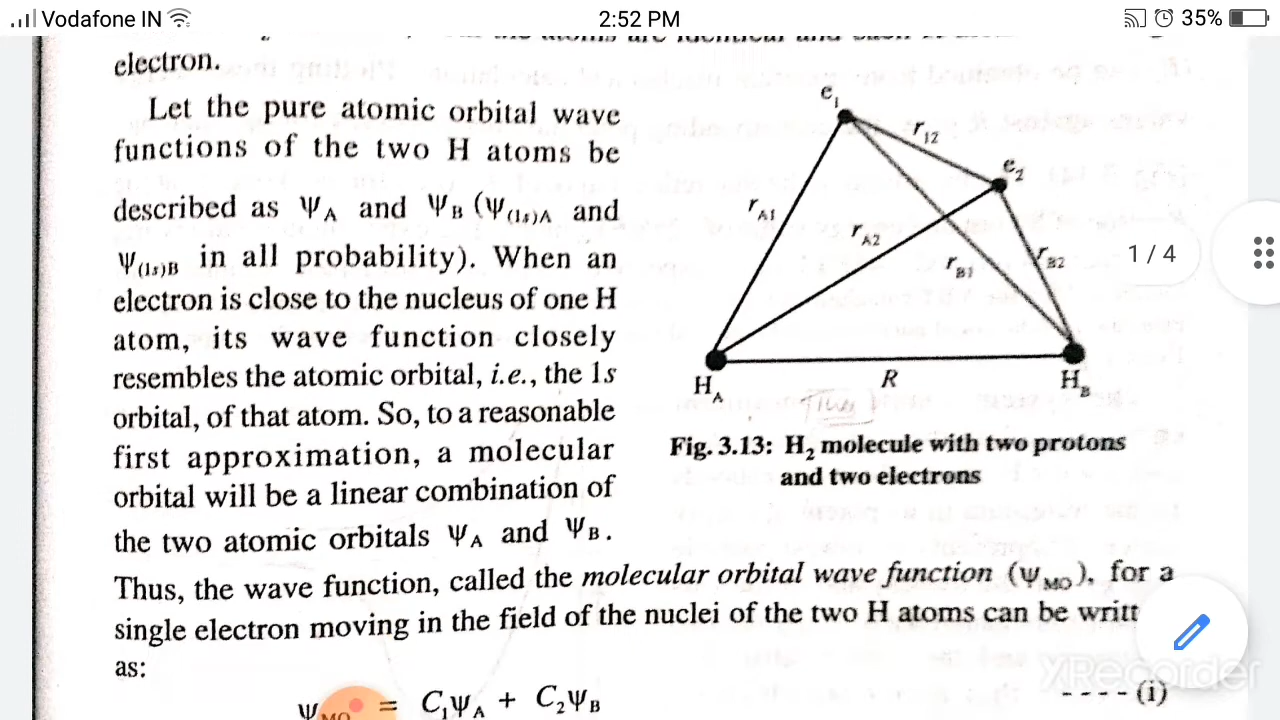 Vodafone IN
2:52 PM
35%
electron.
Let the pure atomic orbital wave
functions of the two H atoms be
described as ΨA and ΨB (Ψ(1s)A and
Ψ(1s)B in all probability). When an
electron is close to the nucleus of one H
atom, its wave function closely
resembles the atomic orbital, i.e., the 1s
orbital, of that atom. So, to a reasonable
first approximation, a molecular
orbital will be a linear combination of
the two atomic orbitals ΨA and ΨB.
e1
r12
e2
rA1
rA2
rB1
rB2
1 / 4
HA
R
HB
Fig. 3.13: H2 molecule with two protons
and two electrons
Thus, the wave function, called the molecular orbital wave function (ΨMO), for a
single electron moving in the field of the nuclei of the two H atoms can be writt
as:
ΨMO = C1ΨA + C2ΨB ----(i)
XRecorder